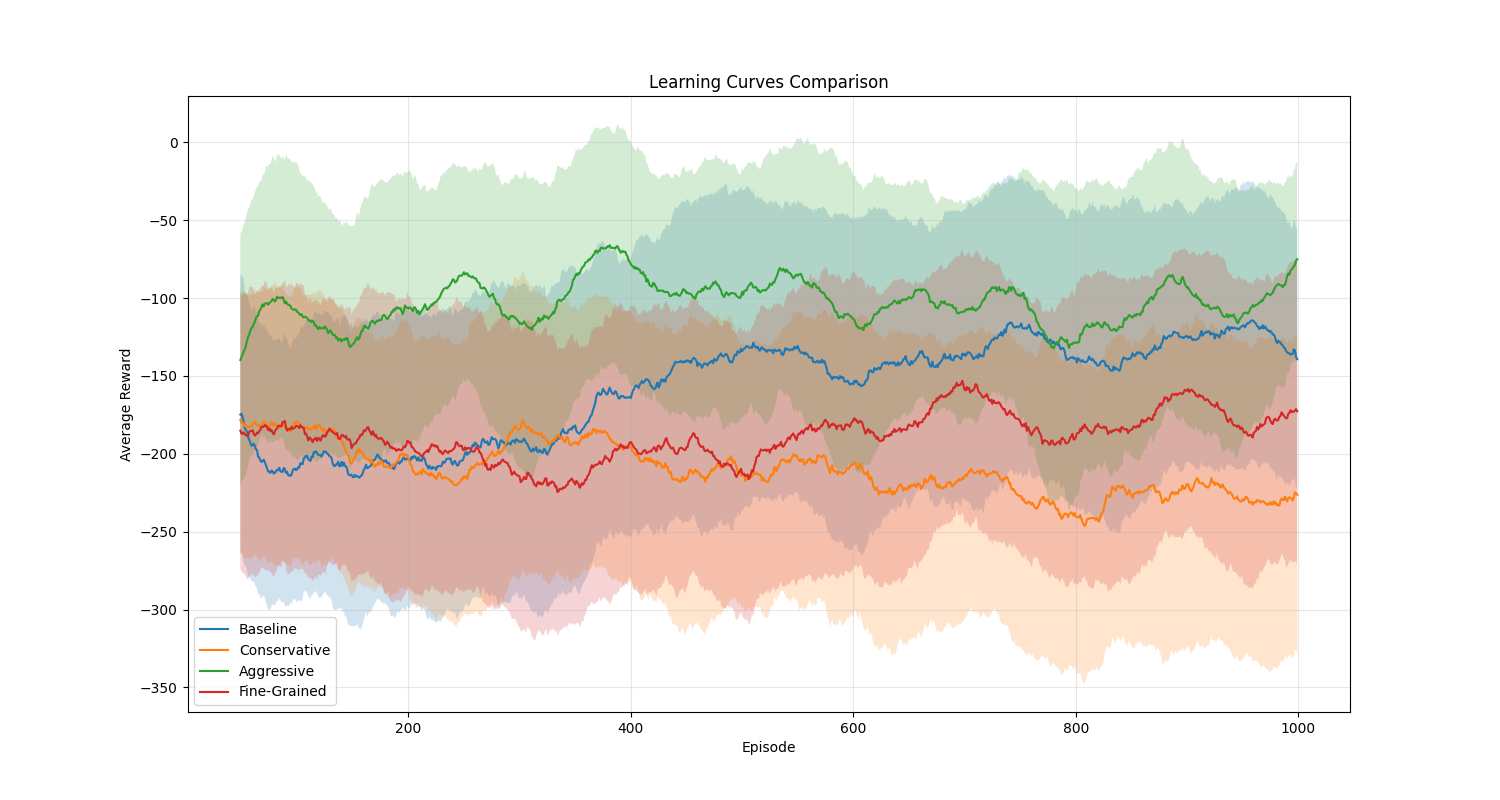 Learning Curves Comparison
Average Reward
0
−50
−100
−150
−200
−250
−300
−350
Baseline
Conservative
Aggressive
Fine-Grained
200
400
600
800
1000
Episode